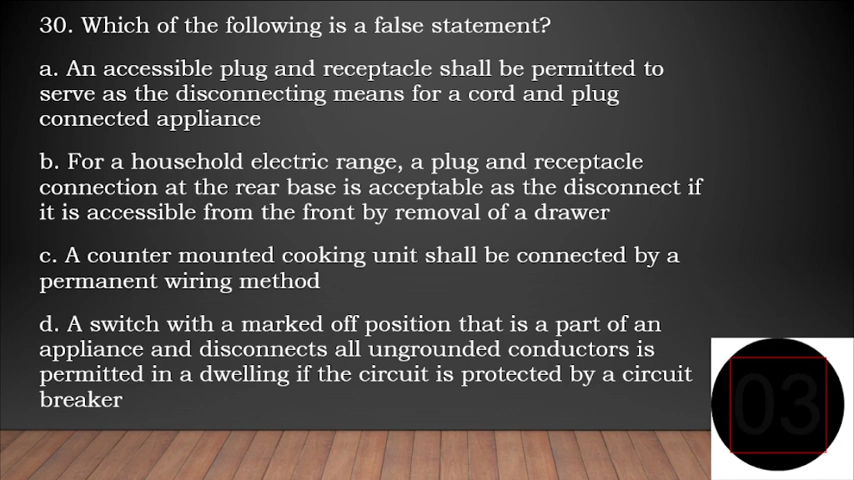 30. Which of the following is a false statement?
a. An accessible plug and receptacle shall be permitted to
serve as the disconnecting means for a cord and plug
connected appliance
b. For a household electric range, a plug and receptacle
connection at the rear base is acceptable as the disconnect if
it is accessible from the front by removal of a drawer
c. A counter mounted cooking unit shall be connected by a
permanent wiring method
d. A switch with a marked off position that is a part of an
appliance and disconnects all ungrounded conductors is
permitted in a dwelling if the circuit is protected by a circuit
breaker
03